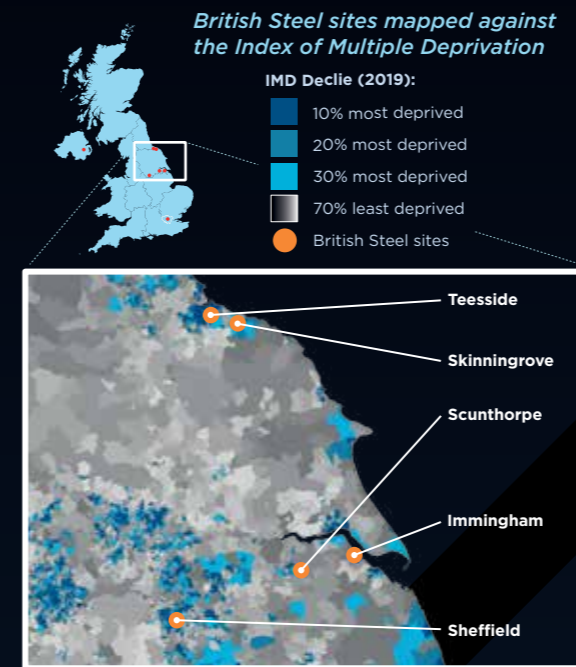 British Steel sites mapped against
the Index of Multiple Deprivation
IMD Declie (2019):
10% most deprived
20% most deprived
30% most deprived
70% least deprived
British Steel sites
Teesside
Skinningrove
Scunthorpe
Immingham
Sheffield